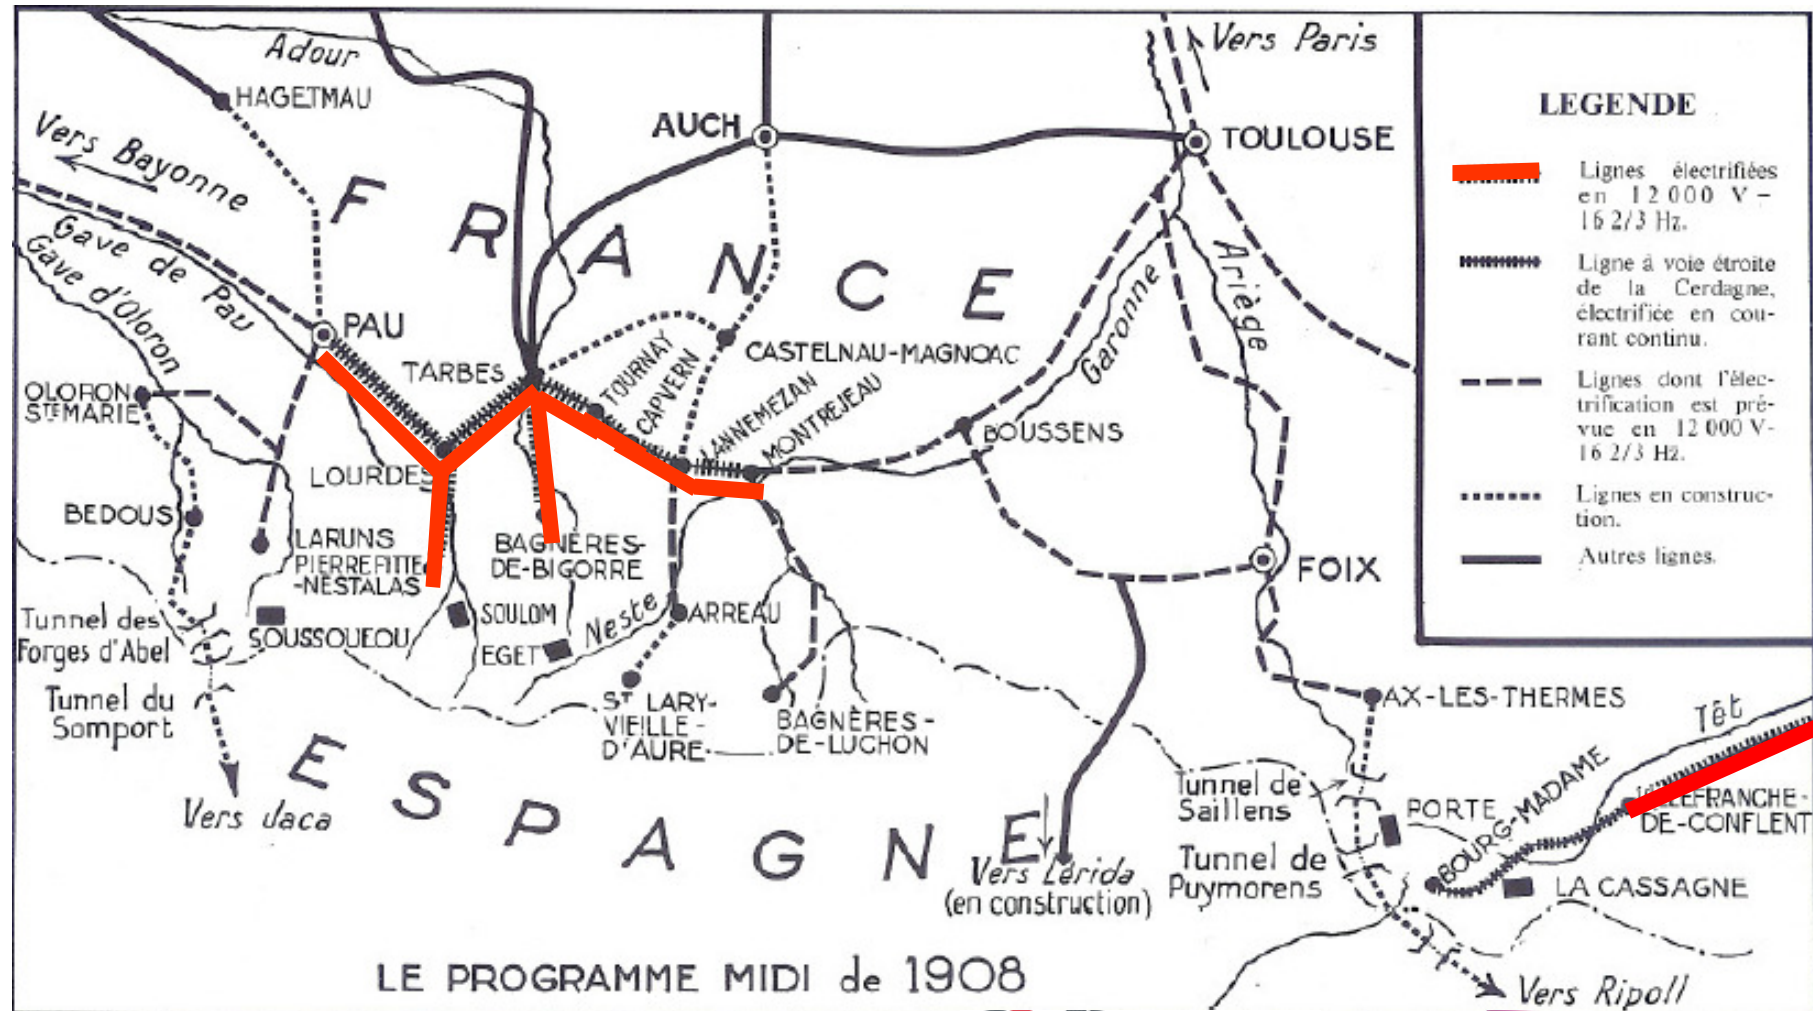 Adour
Vers Paris
HAGETMAU
AUCH
TOULOUSE
LEGENDE
Lignes électrifiées
en 12 000 V –
16 2/3 Hz.
Ligne à voie étroite
de la Cerdagne,
électrifiée en cou-
rant continu.
Lignes dont l'élec-
trification est pré-
vue en 12 000 V-
16 2/3 Hz.
Lignes en construc-
tion.
Autres lignes.
Vers Bayonne
FRANCE
Gave de Pau
Gave d'Oloron
Garonne
Ariège
PAU
TARBES
TOURNAY
CAPVERN
CASTELNAU-MAGNOAC
LANNEMEZAN
MONTREJEAU
OLORON
STE MARIE
BOUSSENS
LOURDES
BEDOUS
LARUNS
PIERREFITTE
-NESTALAS
BAGNERES-
DE-BIGORRE
FOIX
Tunnel des
Forges d'Abel
SOUSSOUEOU
SOULOM
EGET
Neste
ARREAU
Tunnel du
Somport
ST LARY-
VIEILLE-
D'AURE
BAGNÈRES-
DE-LUCHON
AX-LES-THERMES
Têt
ESPAGNE
Vers Jaca
Tunnel de
Saillens
PORTE
BOURG-MADAME
DE-CONFLENT
Tunnel de
Puymorens
LA CASSAGNE
Vers Lérida
(en construction)
LE PROGRAMME MIDI de 1908
Vers Ripoll